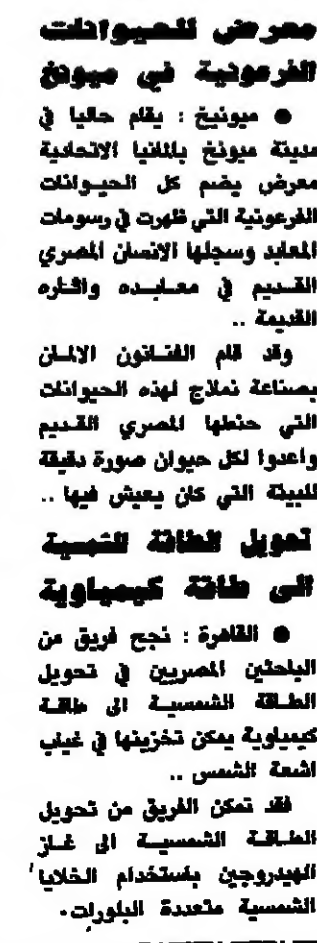 معرض للحيوانات
الفرعونية في ميونخ
● ميونيخ : يقام حاليا في
مدينة ميونخ بالمانيا الاتحادية
معرض يضم كل الحيوانات
الفرعونية التي ظهرت في رسومات
المعابد وسجلها الانسان المصري
القديم في معابده واثاره
القديمة ..
وقد قام الفنانون الالمان
بصناعة نماذج لهذه الحيوانات
التي حنطها المصري القديم
واعدوا لكل حيوان صورة دقيقة
للبيئة التي كان يعيش فيها ..
تحويل الطاقة الشمسية
الى طاقة كيمياوية
● القاهرة : نجح فريق من
الباحثين المصريين في تحويل
الطاقة الشمسية الى طاقة
كيمياوية يمكن تخزينها في غياب
اشعة الشمس ..
فقد تمكن الفريق من تحويل
الطاقة الشمسية الى غاز
الهيدروجين باستخدام الخلايا
الشمسية متعددة البلورات .